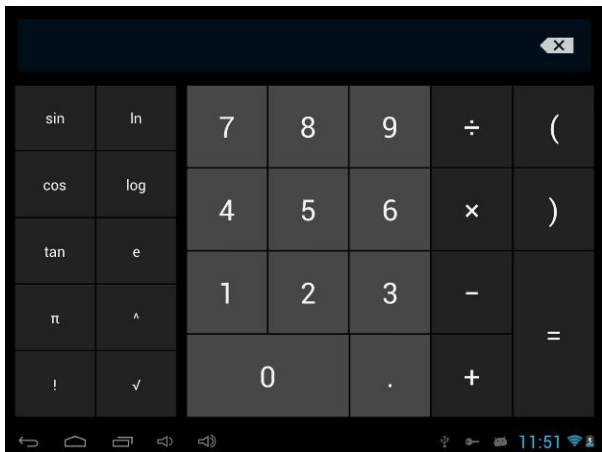 sin ln 7 8 9 ÷ (
cos log 4 5 6 × )
tan e 1 2 3 −
π ^ =
! √ 0 . +
11:51